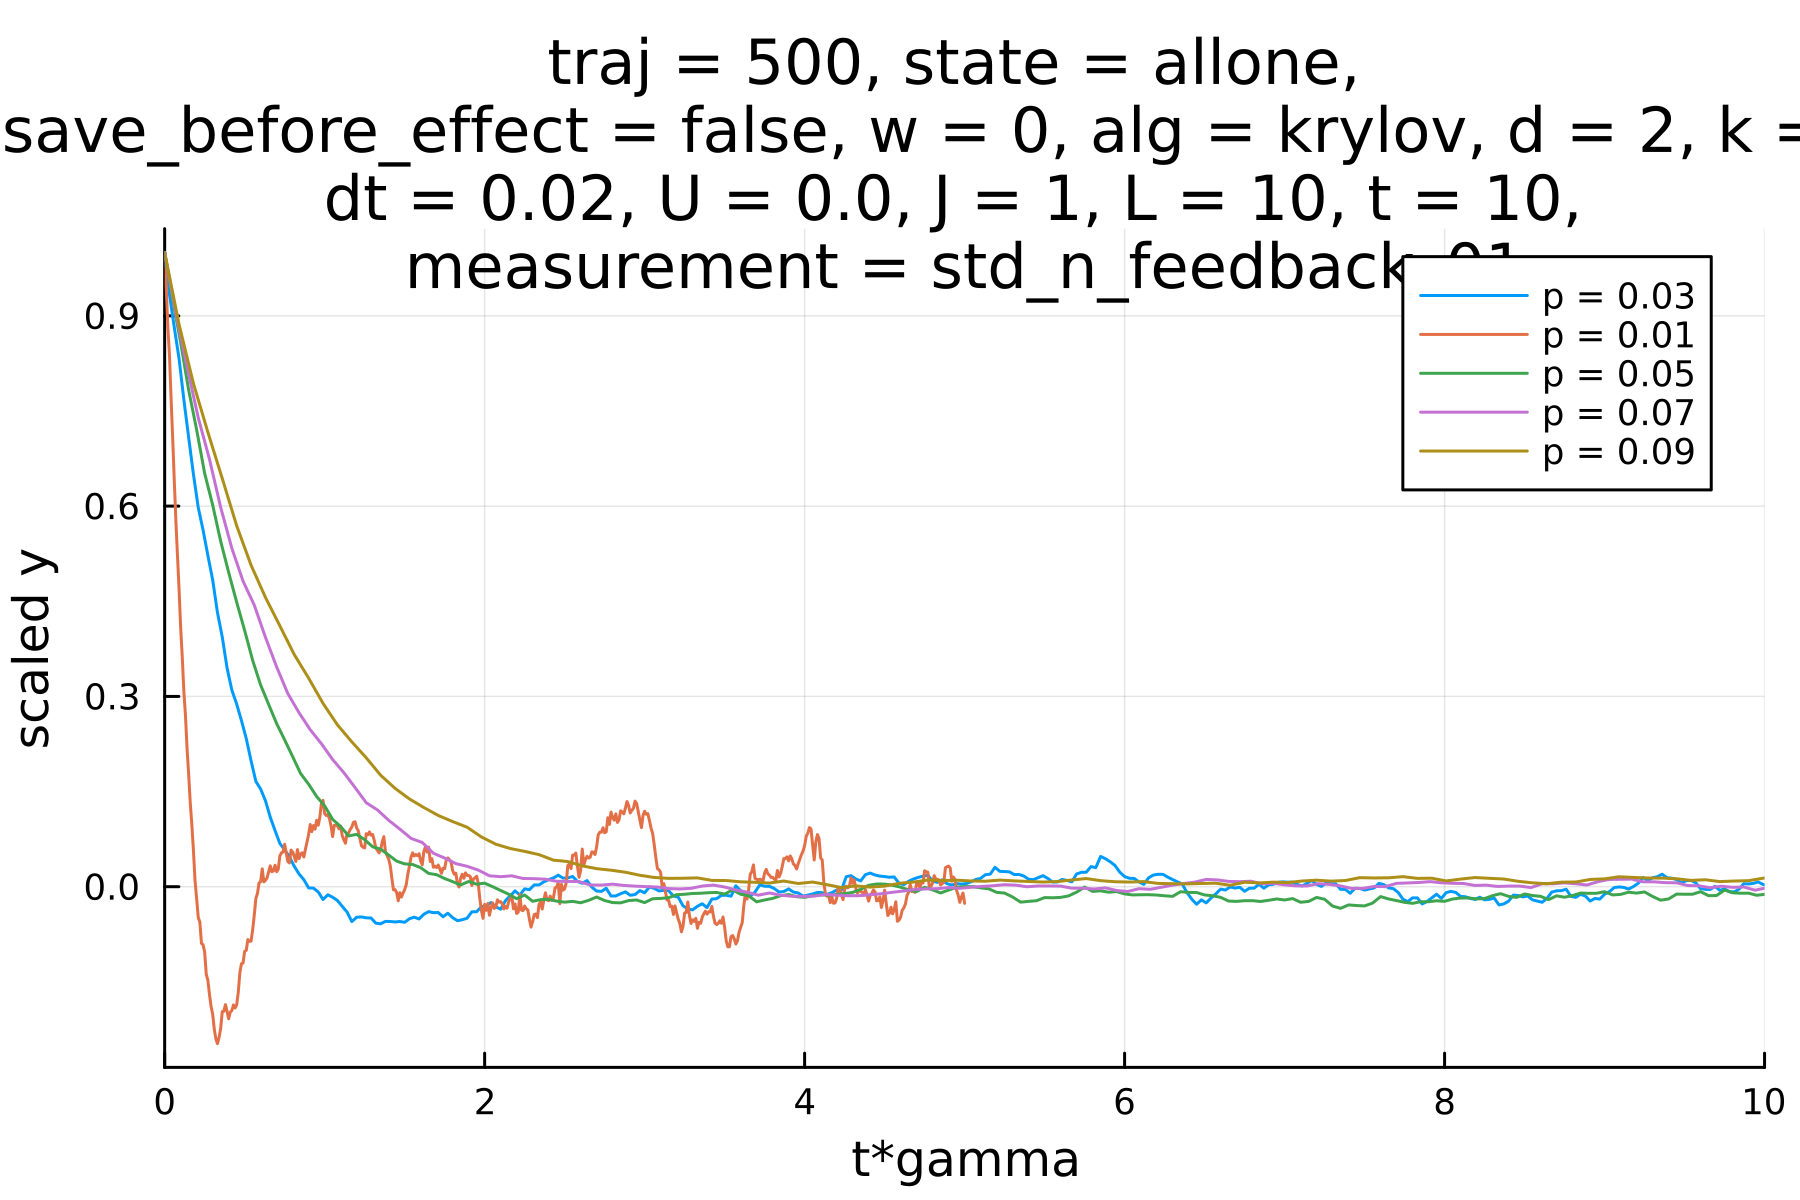 traj = 500, state = allone,
save_before_effect = false, w = 0, alg = krylov, d = 2, k =
dt = 0.02, U = 0.0, J = 1, L = 10, t = 10,
measurement = std_n_feedback_01
p = 0.03
p = 0.01
p = 0.05
p = 0.07
p = 0.09
scaled y
0.9
0.6
0.3
0.0
0 2 4 6 8 10
t*gamma